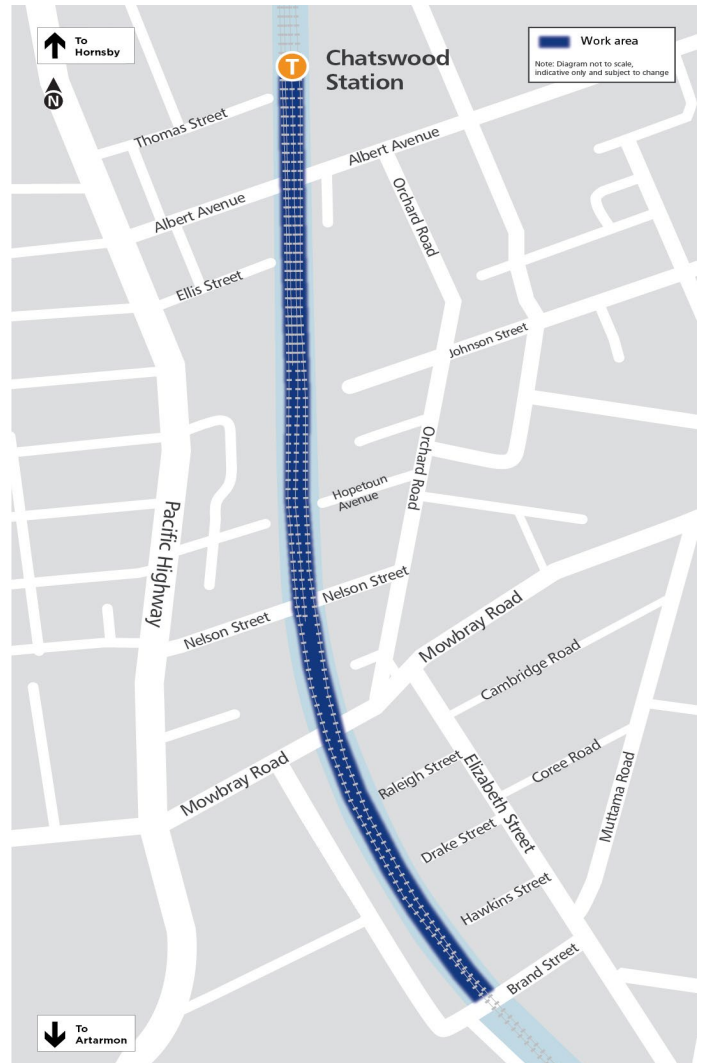 To
Hornsby
N
T
Chatswood
Station
Work area
Note: Diagram not to scale,
indicative only and subject to change
Thomas Street
Albert Avenue
Albert Avenue
Orchard Road
Ellis Street
Johnson Street
Orchard Road
Hopetoun
Avenue
Pacific Highway
Nelson Street
Nelson Street
Mowbray Road
Cambridge Road
Mowbray Road
Raleigh Street
Elizabeth Street
Coree Road
Muttama Road
Drake Street
Hawkins Street
Brand Street
To
Artarmon